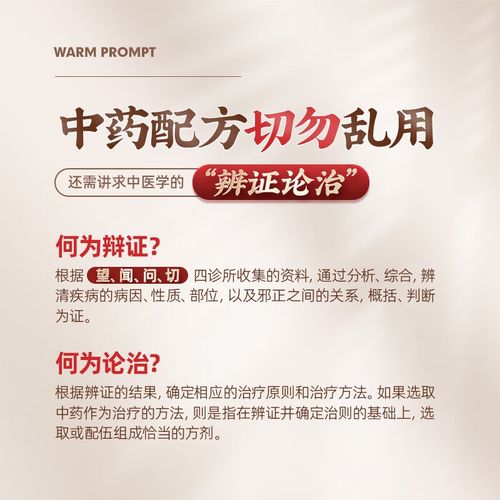 WARM PROMPT
中药配方切勿乱用
还需讲求中医学的“辨证论治”
何为辩证?
根据 望、闻、问、切 四诊所收集的资料, 通过分析、综合, 辨
清疾病的病因、性质、部位, 以及邪正之间的关系, 概括、判断
为证。
何为论治?
根据辨证的结果, 确定相应的治疗原则和治疗方法。如果选取
中药作为治疗的方法, 则是指在辨证并确定治则的基础上, 选
取或配伍组成恰当的方剂。